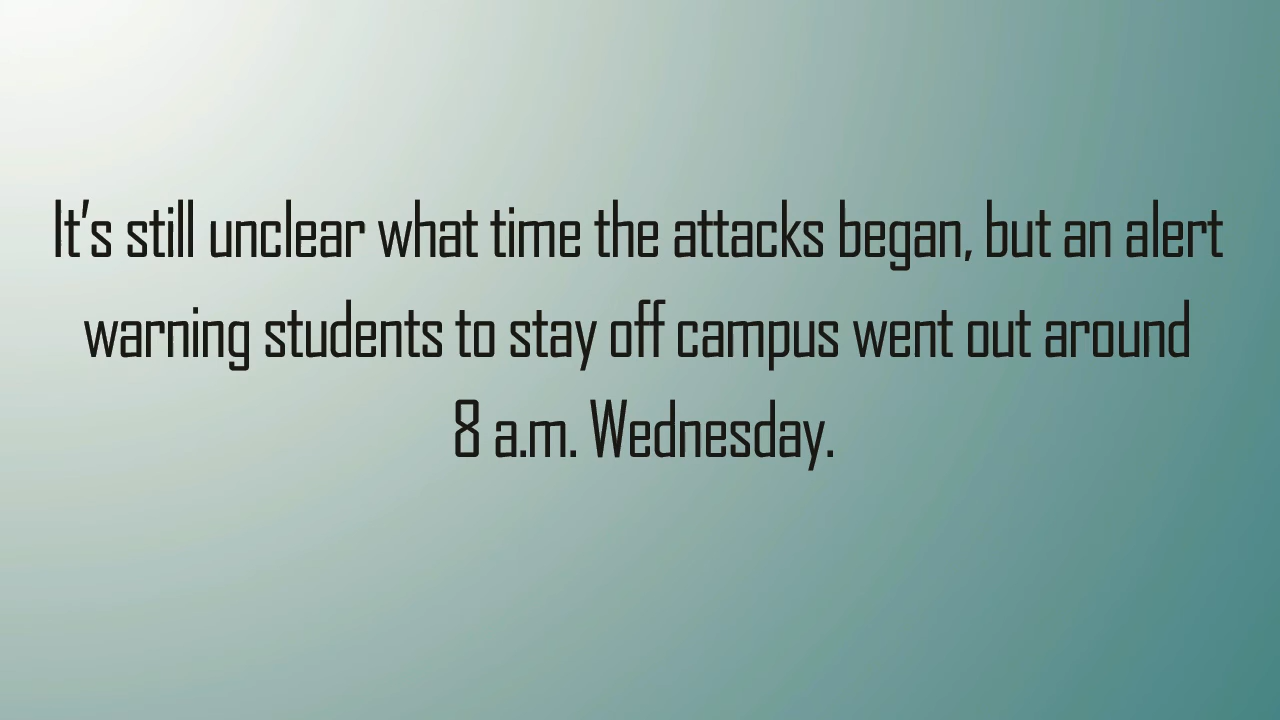 It's still unclear what time the attacks began, but an alert
warning students to stay off campus went out around
8 a.m. Wednesday.